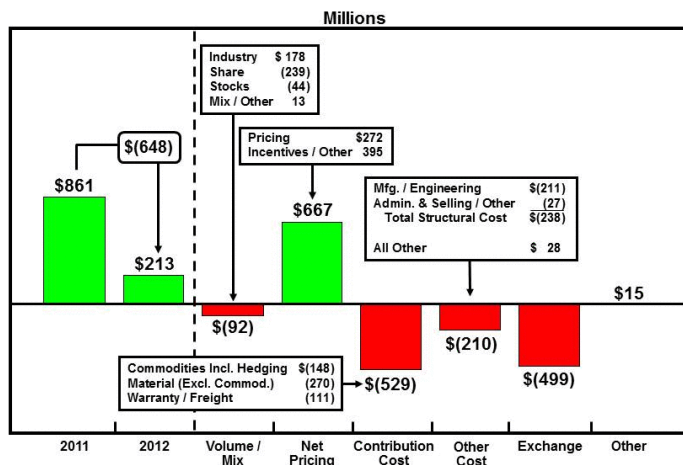 Millions
Industry $ 178
Share (239)
Stocks (44)
Mix / Other 13
$(648)
Pricing $272
Incentives / Other 395
$861
$213
$667
Mfg. / Engineering $(211)
Admin. & Selling / Other (27)
Total Structural Cost $(238)
All Other $ 28
$15
$(92)
$(529)
$(210)
$(499)
Commodities Incl. Hedging $(148)
Material (Excl. Commod.) (270)
Warranty / Freight (111)
2011 2012 Volume / Net Contribution Other Exchange Other
Mix Pricing Cost Cost